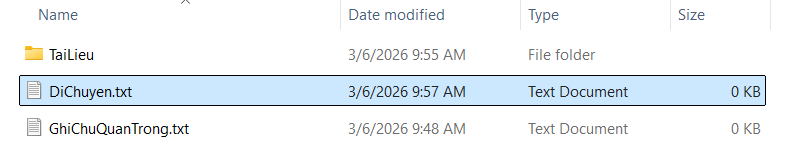 Name Date modified Type Size
TaiLieu 3/6/2026 9:55 AM File folder
DiChuyen.txt 3/6/2026 9:57 AM Text Document 0 KB
GhiChuQuanTrong.txt 3/6/2026 9:48 AM Text Document 0 KB